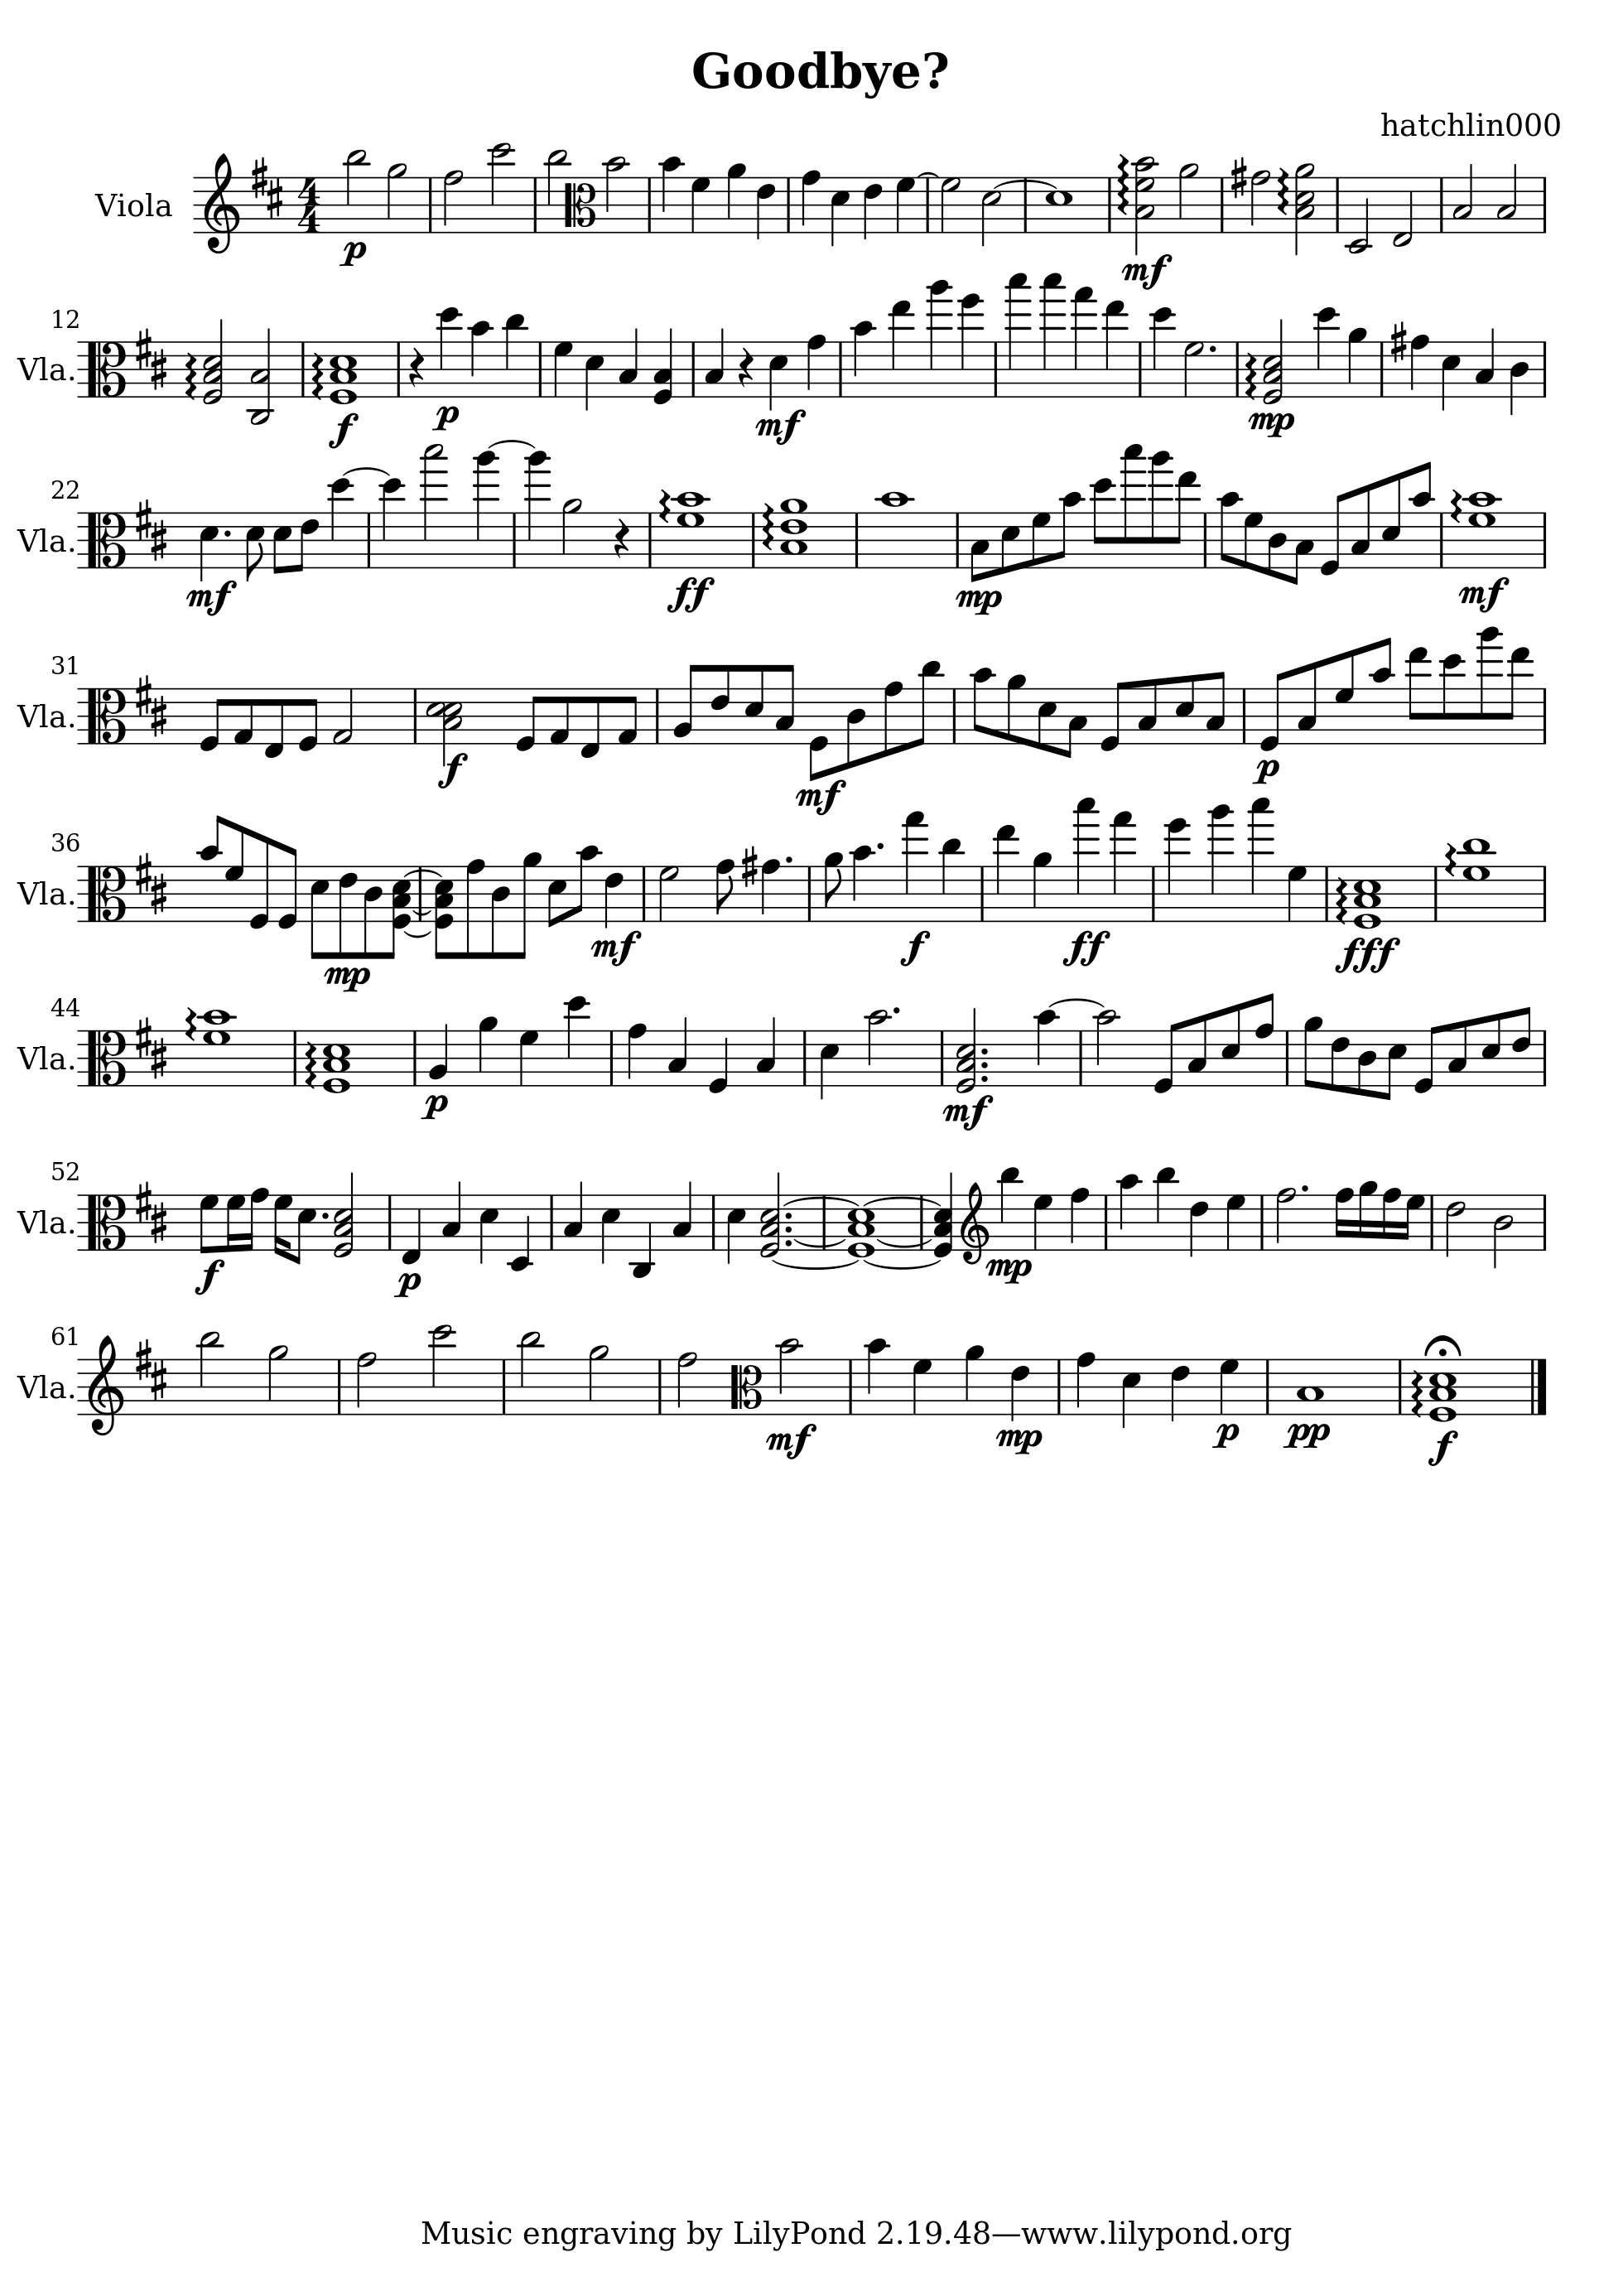 Goodbye?
hatchlin000
Viola
4
4
p
mf
12
Vla.
f
p
mf
mp
22
Vla.
mf
ff
mp
mf
31
Vla.
f
mf
p
36
Vla.
mp
mf
f
ff
fff
44
Vla.
p
mf
52
Vla.
f
p
mp
61
Vla.
mf
mp
p
pp
f
Music engraving by LilyPond 2.19.48—www.lilypond.org